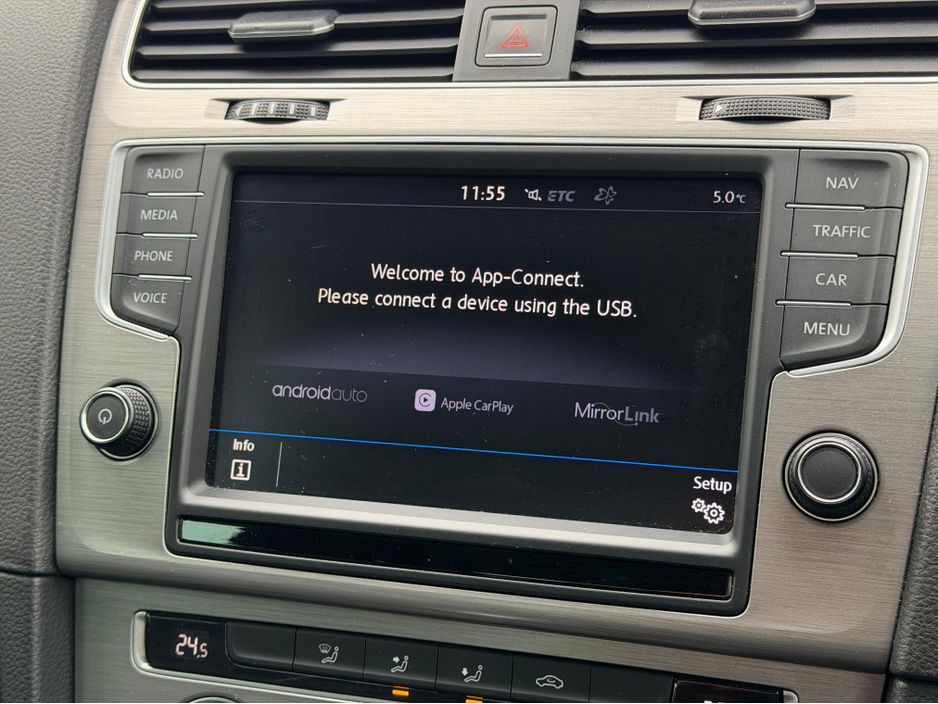 RADIO
MEDIA
PHONE
VOICE
11:55 ETC 5.0°C
Welcome to App-Connect.
Please connect a device using the USB.
androidauto Apple CarPlay MirrorLink
Info
i
Setup
NAV
TRAFFIC
CAR
MENU
24.5